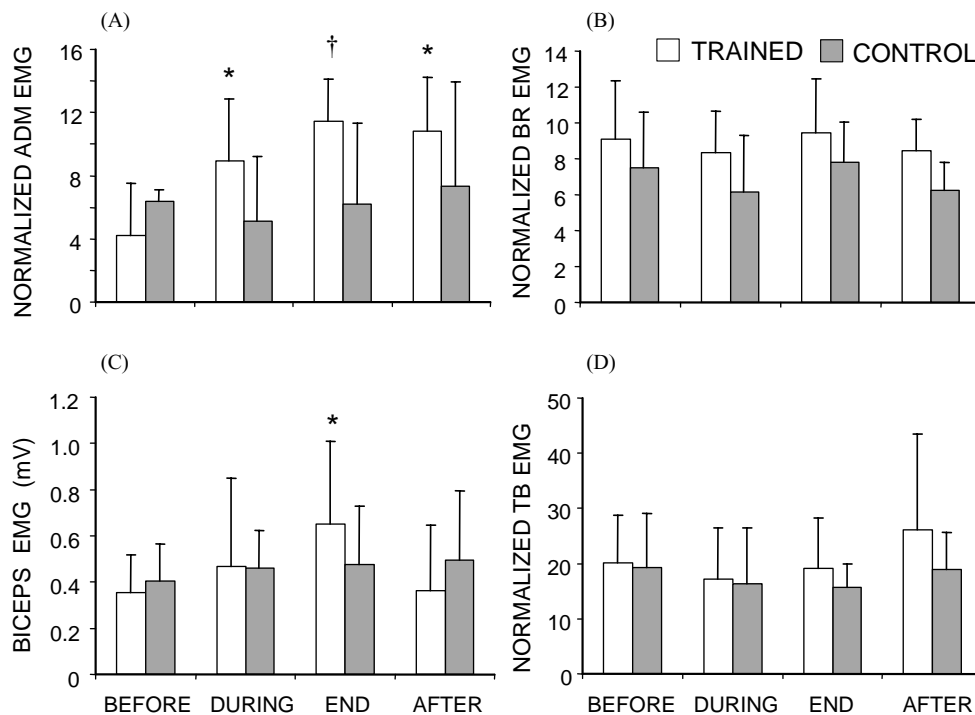 (A)
NORMALIZED ADM EMG
16
12
8
4
0
*
†
*
(B)
NORMALIZED BR EMG
14
12
10
8
6
4
2
0
TRAINED CONTROL
(C)
BICEPS EMG (mV)
1.2
1.0
0.8
0.6
0.4
0.2
0
*
BEFORE DURING END AFTER
(D)
NORMALIZED TB EMG
50
40
30
20
10
0
BEFORE DURING END AFTER